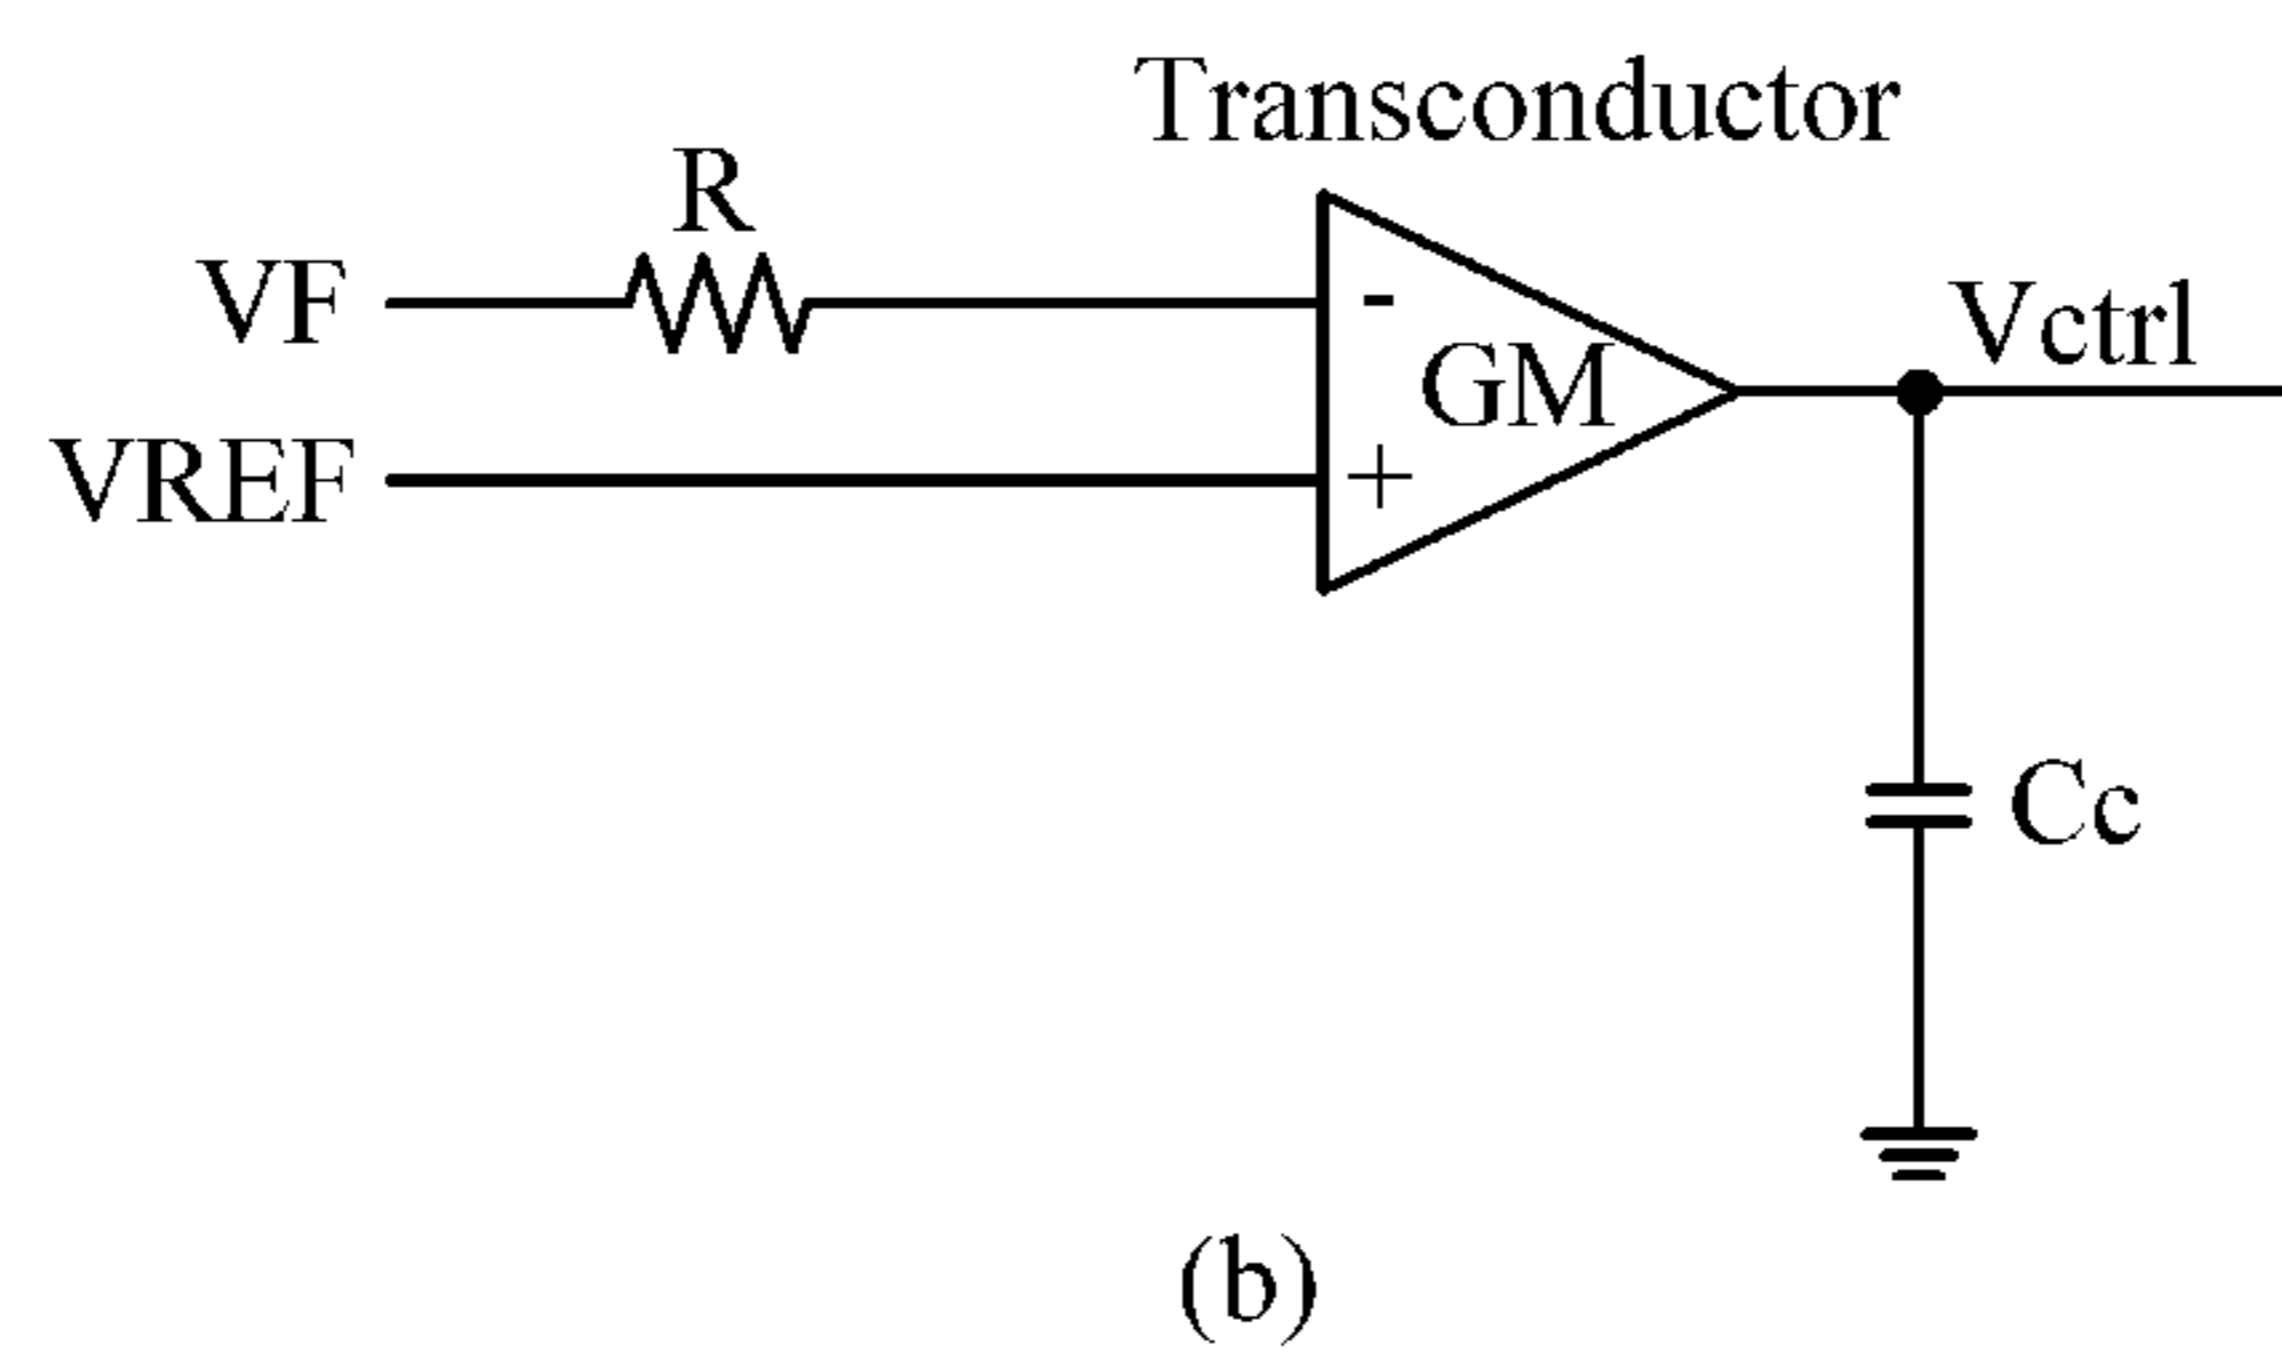 Transconductor
R
VF
-
GM
Vctrl
VREF
+
Cc
(b)